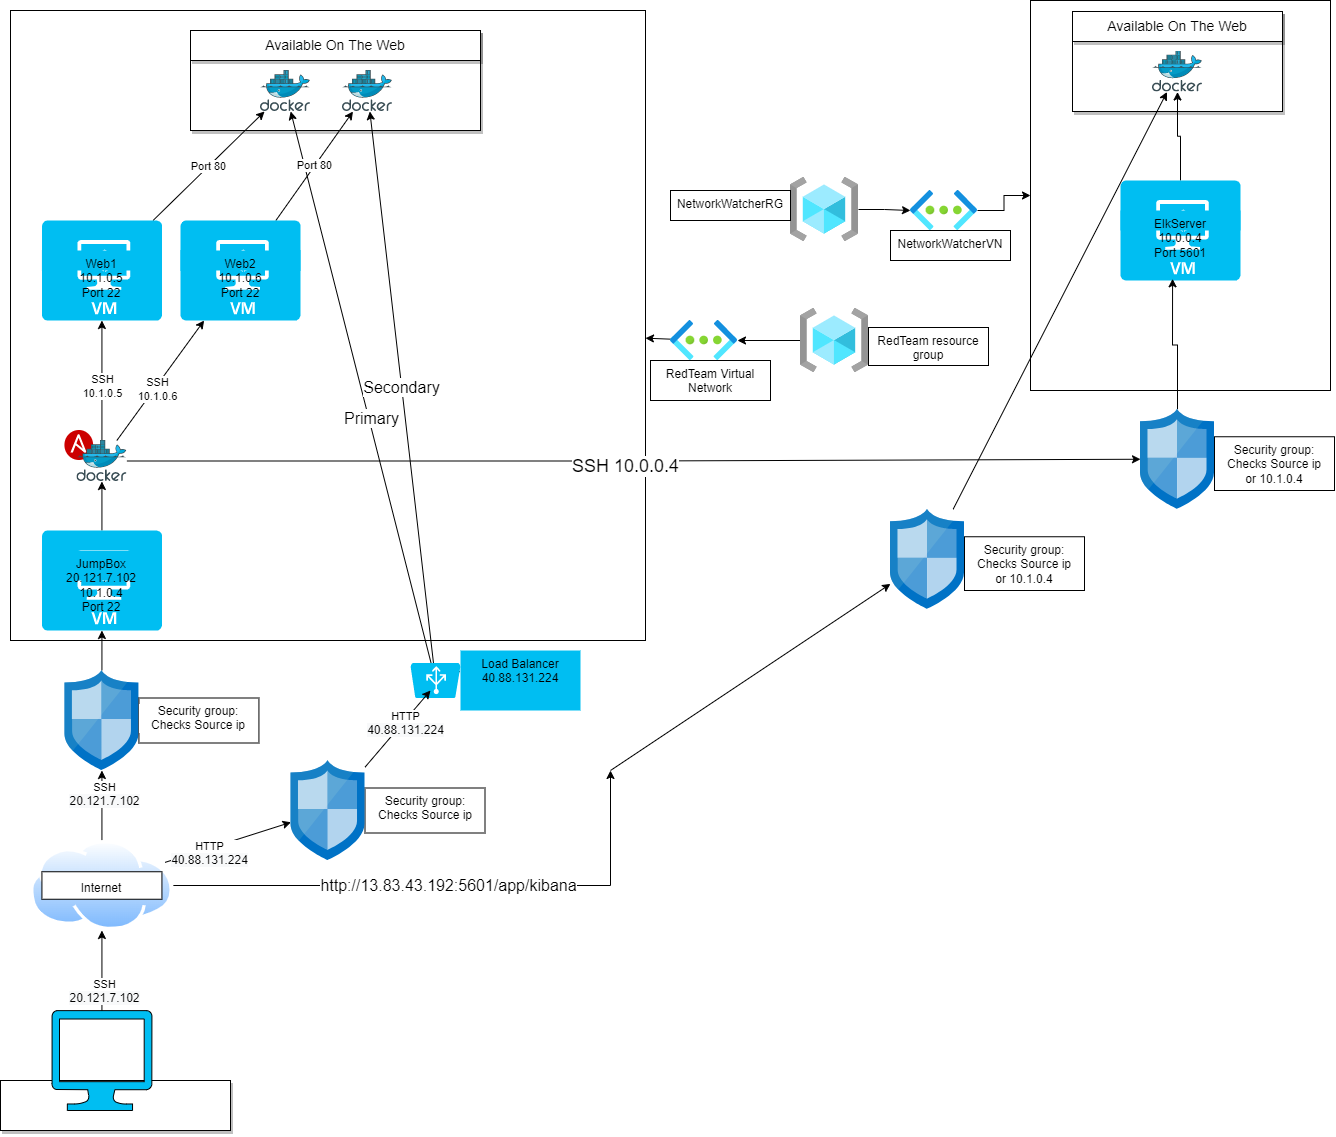 Available On The Web
docker
docker
Port 80
Port 80
Web1
10.1.0.5
Port 22
VM
Web2
10.1.0.6
Port 22
VM
SSH
10.1.0.5
SSH
10.1.0.6
Secondary
Primary
docker
SSH 10.0.0.4
JumpBox
20.121.7.102
10.1.0.4
Port 22
VM
NetworkWatcherRG
NetworkWatcherVN
RedTeam Virtual
Network
RedTeam resource
group
Available On The Web
docker
ElkServer
10.0.0.4
Port 5601
VM
Security group:
Checks Source ip
or 10.1.0.4
Security group:
Checks Source ip
or 10.1.0.4
Load Balancer
40.88.131.224
Security group:
Checks Source ip
HTTP
40.88.131.224
SSH
20.121.7.102
Security group:
Checks Source ip
HTTP
40.88.131.224
Internet
http://13.83.43.192:5601/app/kibana
SSH
20.121.7.102